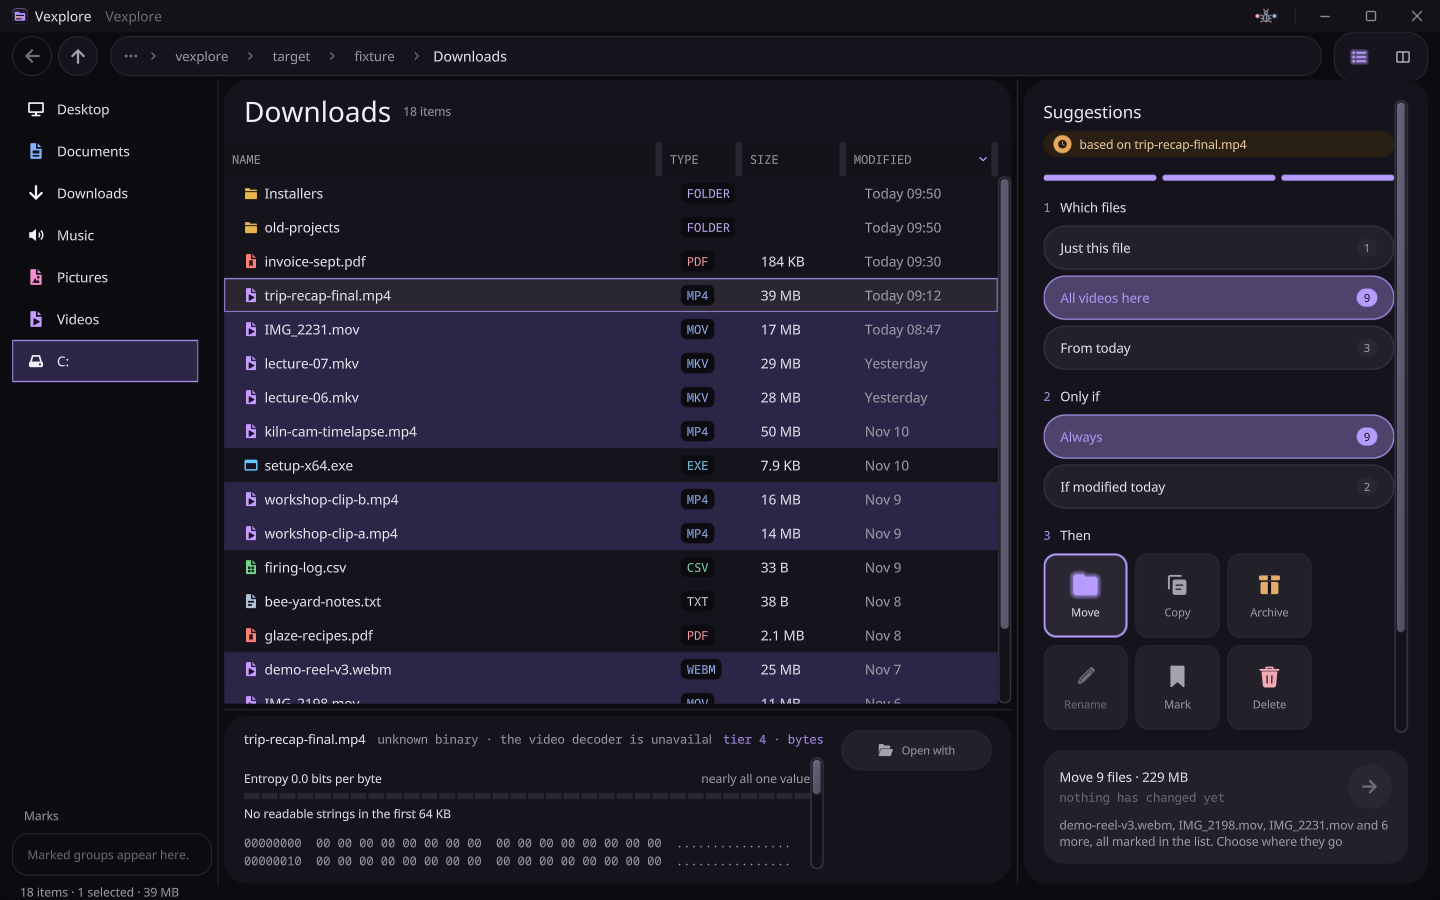 Vexplore Vexplore
··· vexplore target fixture Downloads
Desktop
Documents
Downloads
Music
Pictures
Videos
C:
Marks
Marked groups appear here.
18 items · 1 selected · 39 MB
Downloads 18 items
NAME TYPE SIZE MODIFIED
Installers FOLDER Today 09:50
old-projects FOLDER Today 09:50
invoice-sept.pdf PDF 184 KB Today 09:30
trip-recap-final.mp4 MP4 39 MB Today 09:12
IMG_2231.mov MOV 17 MB Today 08:47
lecture-07.mkv MKV 29 MB Yesterday
lecture-06.mkv MKV 28 MB Yesterday
kiln-cam-timelapse.mp4 MP4 50 MB Nov 10
setup-x64.exe EXE 7.9 KB Nov 10
workshop-clip-b.mp4 MP4 16 MB Nov 9
workshop-clip-a.mp4 MP4 14 MB Nov 9
firing-log.csv CSV 33 B Nov 9
bee-yard-notes.txt TXT 38 B Nov 8
glaze-recipes.pdf PDF 2.1 MB Nov 8
demo-reel-v3.webm WEBM 25 MB Nov 7
IMG_2198.mov MOV 11 MB Nov 6
trip-recap-final.mp4 unknown binary · the video decoder is unavailal tier 4 · bytes
Open with
Entropy 0.0 bits per byte nearly all one value
No readable strings in the first 64 KB
00000000 00 00 00 00 00 00 00 00 00 00 00 00 00 00 00 00 ................
00000010 00 00 00 00 00 00 00 00 00 00 00 00 00 00 00 00 ................
Suggestions
based on trip-recap-final.mp4
1 Which files
Just this file 1
All videos here 9
From today 3
2 Only if
Always 9
If modified today 2
3 Then
Move Copy Archive
Rename Mark Delete
Move 9 files · 229 MB
nothing has changed yet
demo-reel-v3.webm, IMG_2198.mov, IMG_2231.mov and 6
more, all marked in the list. Choose where they go